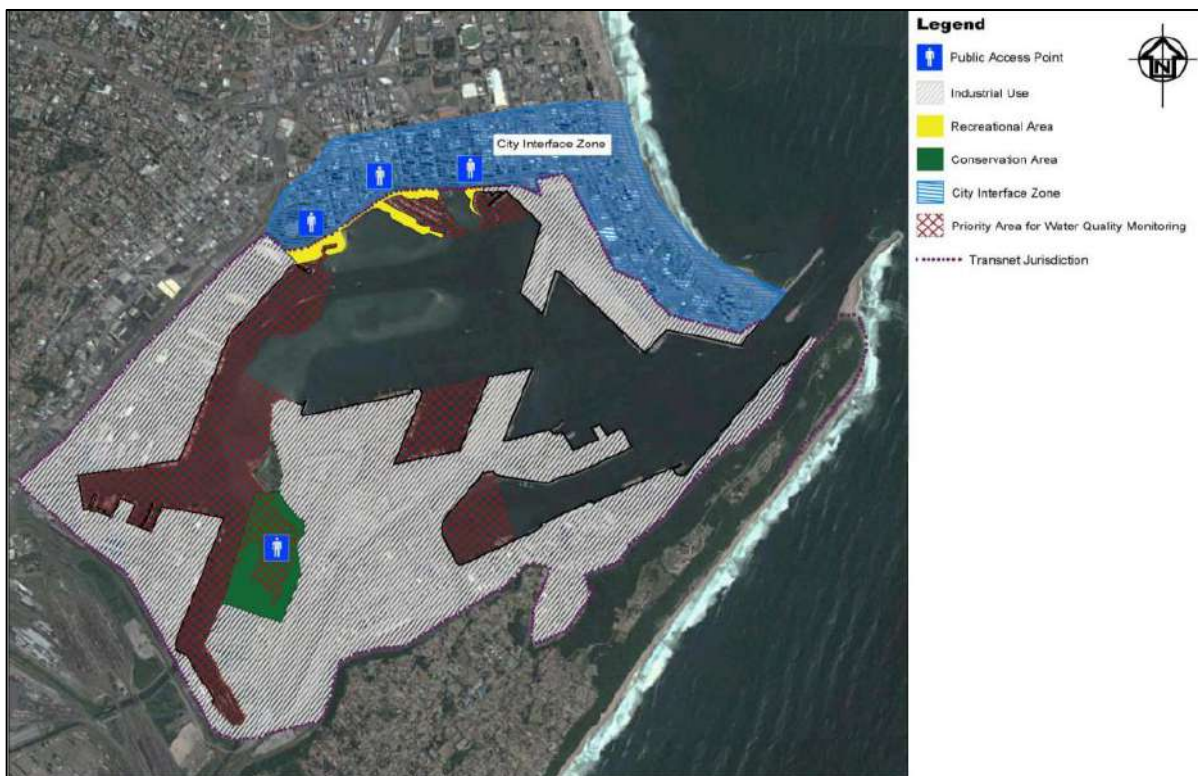 Legend
N
Public Access Point
Industrial Use
Recreational Area
Conservation Area
City Interface Zone
Priority Area for Water Quality Monitoring
Transnet Jurisdiction
City Interface Zone